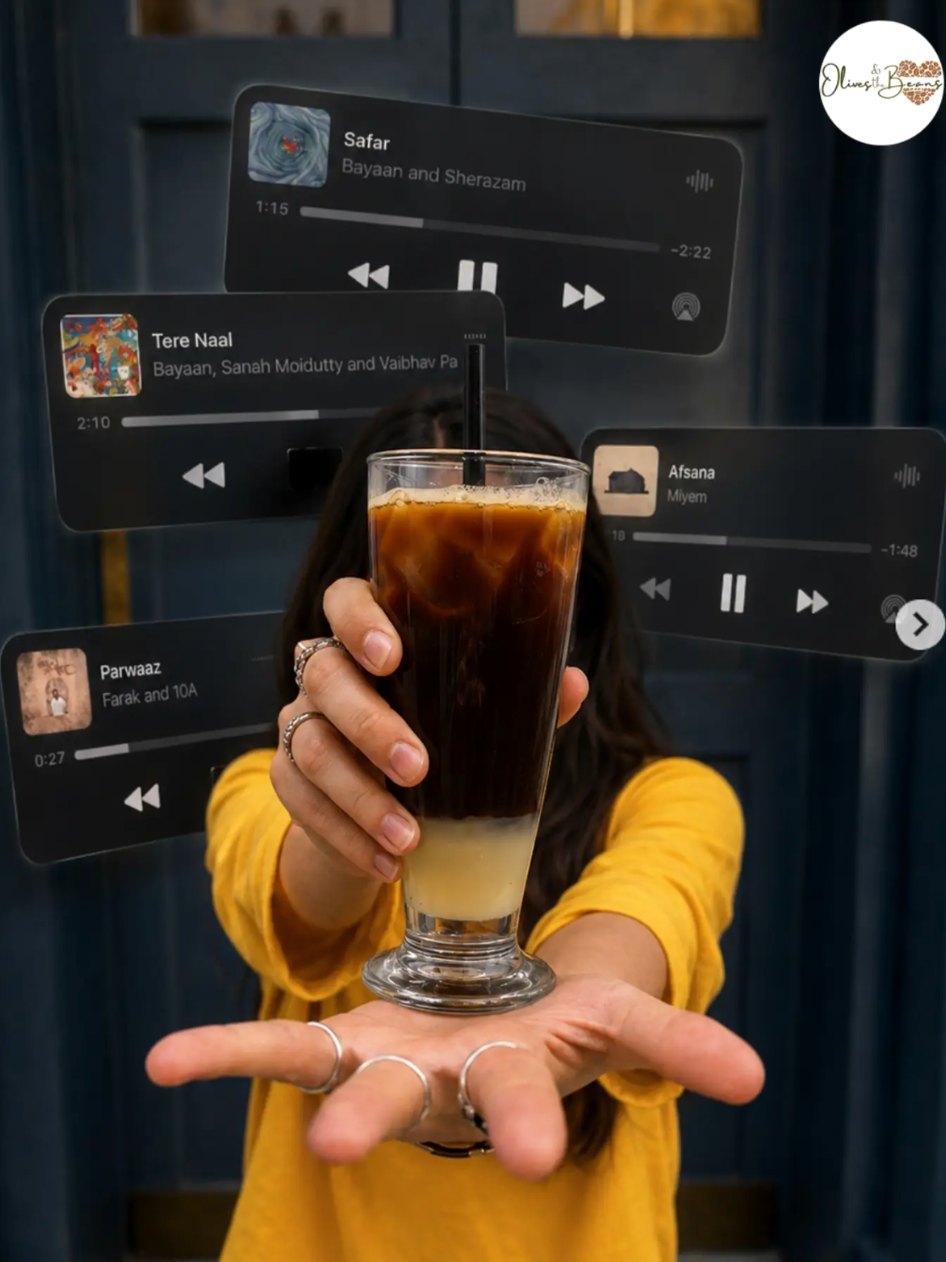 Olives & the Beans
Safar
Bayaan and Sherazam
1:15
-2:22
Tere Naal
Bayaan, Sanah Moidutty and Vaibhav Pa
2:10
Afsana
Miyem
18
-1:48
Parwaaz
Farak and 10A
0:27